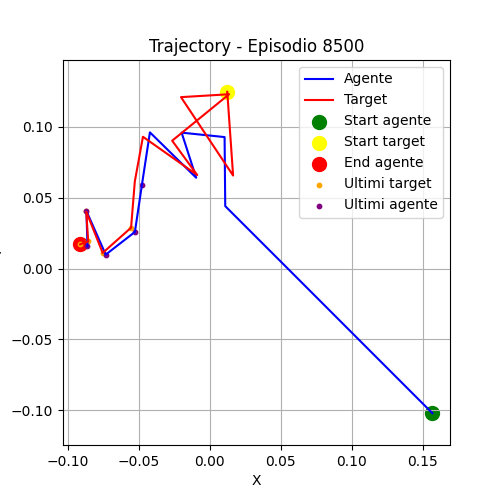 Trajectory - Episodio 8500
Agente
Target
Start agente
Start target
End agente
Ultimi target
Ultimi agente
0.10
0.05
0.00
−0.05
−0.10
−0.10
−0.05
0.00
0.05
0.10
0.15
X